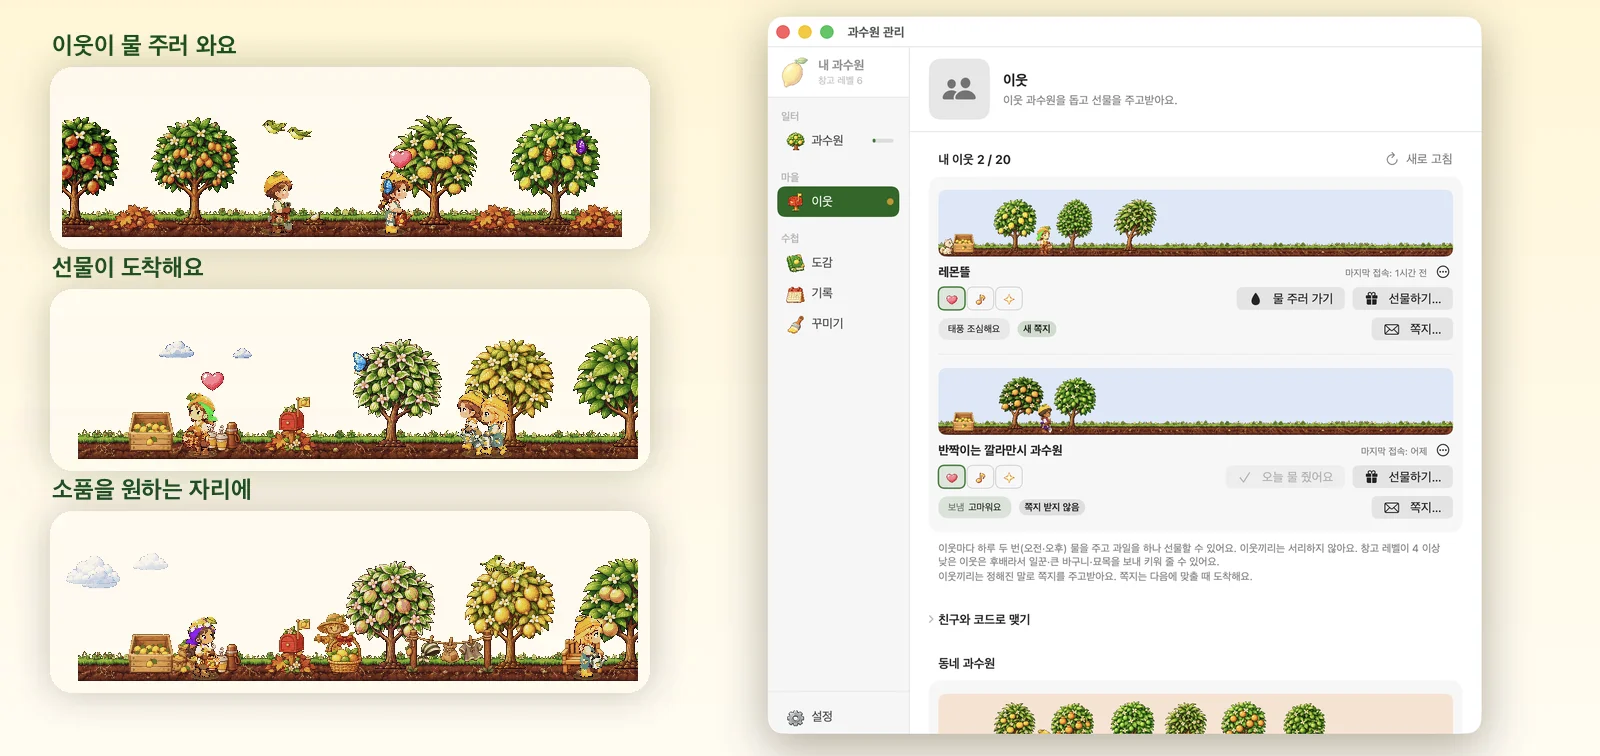 이웃이 물 주러 와요
선물이 도착해요
소품을 원하는 자리에
과수원 관리
내 과수원
창고 레벨 6
일터
과수원
마을
이웃
수첩
도감
기록
꾸미기
설정
이웃
이웃 과수원을 돕고 선물을 주고받아요.
내 이웃 2 / 20
새로 고침
레몬뜰
마지막 접속: 1시간 전
물 주러 가기
선물하기...
태풍 조심해요
새 쪽지
쪽지...
반짝이는 깔라만시 과수원
마지막 접속: 어제
오늘 물 줬어요
선물하기...
보냄 고마워요
쪽지 받지 않음
쪽지...
이웃마다 하루 두 번(오전·오후) 물을 주고 과일을 하나 선물할 수 있어요. 이웃끼리는 서리하지 않아요. 창고 레벨이 4 이상
낮은 이웃은 후배라서 일꾼·큰 바구니·묘목을 보내 키워 줄 수 있어요.
이웃끼리는 정해진 말로 쪽지를 주고받아요. 쪽지는 다음에 맞출 때 도착해요.
친구와 코드로 맺기
동네 과수원